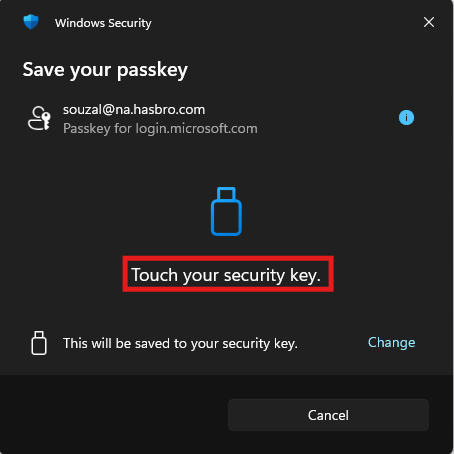 Windows Security
Save your passkey
souzal@na.hasbro.com
Passkey for login.microsoft.com
Touch your security key.
This will be saved to your security key.
Change
Cancel